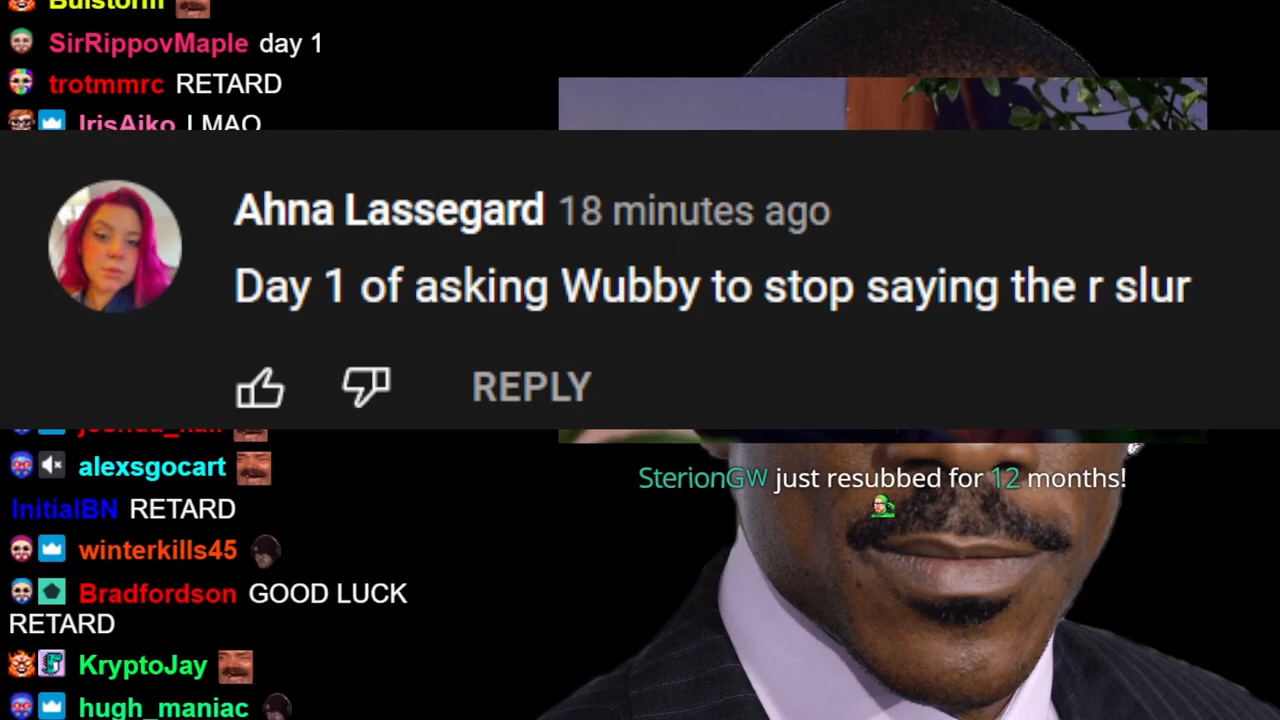 Bulstorm
SirRippovMaple day 1
trotmmrc RETARD
IrisAiko LMAO
Ahna Lassegard 18 minutes ago
Day 1 of asking Wubby to stop saying the r slur
REPLY
alexsgocart
SterionGW just resubbed for 12 months!
InitialBN RETARD
winterkills45
Bradfordson GOOD LUCK
RETARD
KryptoJay
hugh_maniac